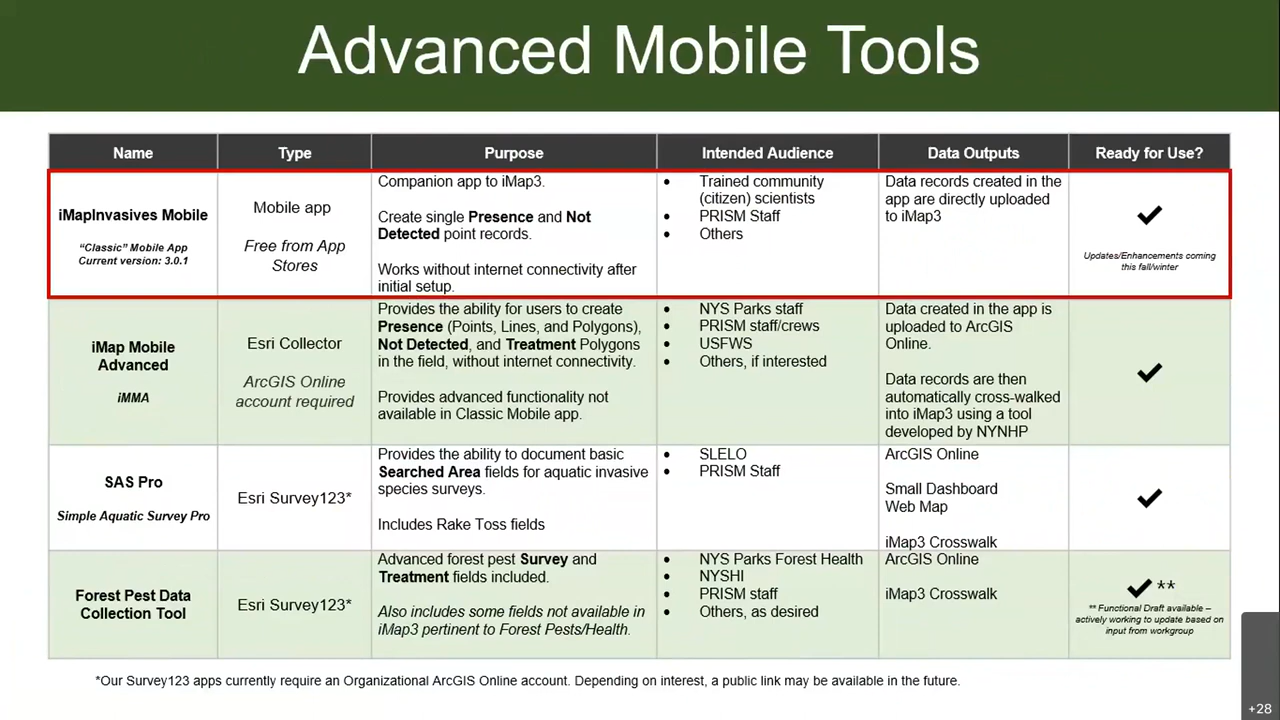 Advanced Mobile Tools
Name
Type
Purpose
Intended Audience
Data Outputs
Ready for Use?
iMapInvasives Mobile
“Classic” Mobile App
Current version: 3.0.1
Mobile app
Free from App
Stores
Companion app to iMap3.
Create single Presence and Not
Detected point records.
Works without internet connectivity after
initial setup.
• Trained community
(citizen) scientists
• PRISM Staff
• Others
Data records created in the
app are directly uploaded
to iMap3
✔
Updates/Enhancements coming
this fall/winter
iMap Mobile
Advanced
iMMA
Esri Collector
ArcGIS Online
account required
Provides the ability for users to create
Presence (Points, Lines, and Polygons),
Not Detected, and Treatment Polygons
in the field, without internet connectivity.
Provides advanced functionality not
available in Classic Mobile app.
• NYS Parks staff
• PRISM staff/crews
• USFWS
• Others, if interested
Data created in the app is
uploaded to ArcGIS
Online.
Data records are then
automatically cross-walked
into iMap3 using a tool
developed by NYNHP
✔
SAS Pro
Simple Aquatic Survey Pro
Esri Survey123*
Provides the ability to document basic
Searched Area fields for aquatic invasive
species surveys.
Includes Rake Toss fields
• SLELO
• PRISM Staff
ArcGIS Online
Small Dashboard
Web Map
iMap3 Crosswalk
✔
Forest Pest Data
Collection Tool
Esri Survey123*
Advanced forest pest Survey and
Treatment fields included.
Also includes some fields not available in
iMap3 pertinent to Forest Pests/Health.
• NYS Parks Forest Health
• NYSHI
• PRISM staff
• Others, as desired
ArcGIS Online
iMap3 Crosswalk
✔**
** Functional Draft available –
actively working to update based on
input from workgroup
*Our Survey123 apps currently require an Organizational ArcGIS Online account. Depending on interest, a public link may be available in the future.
+28